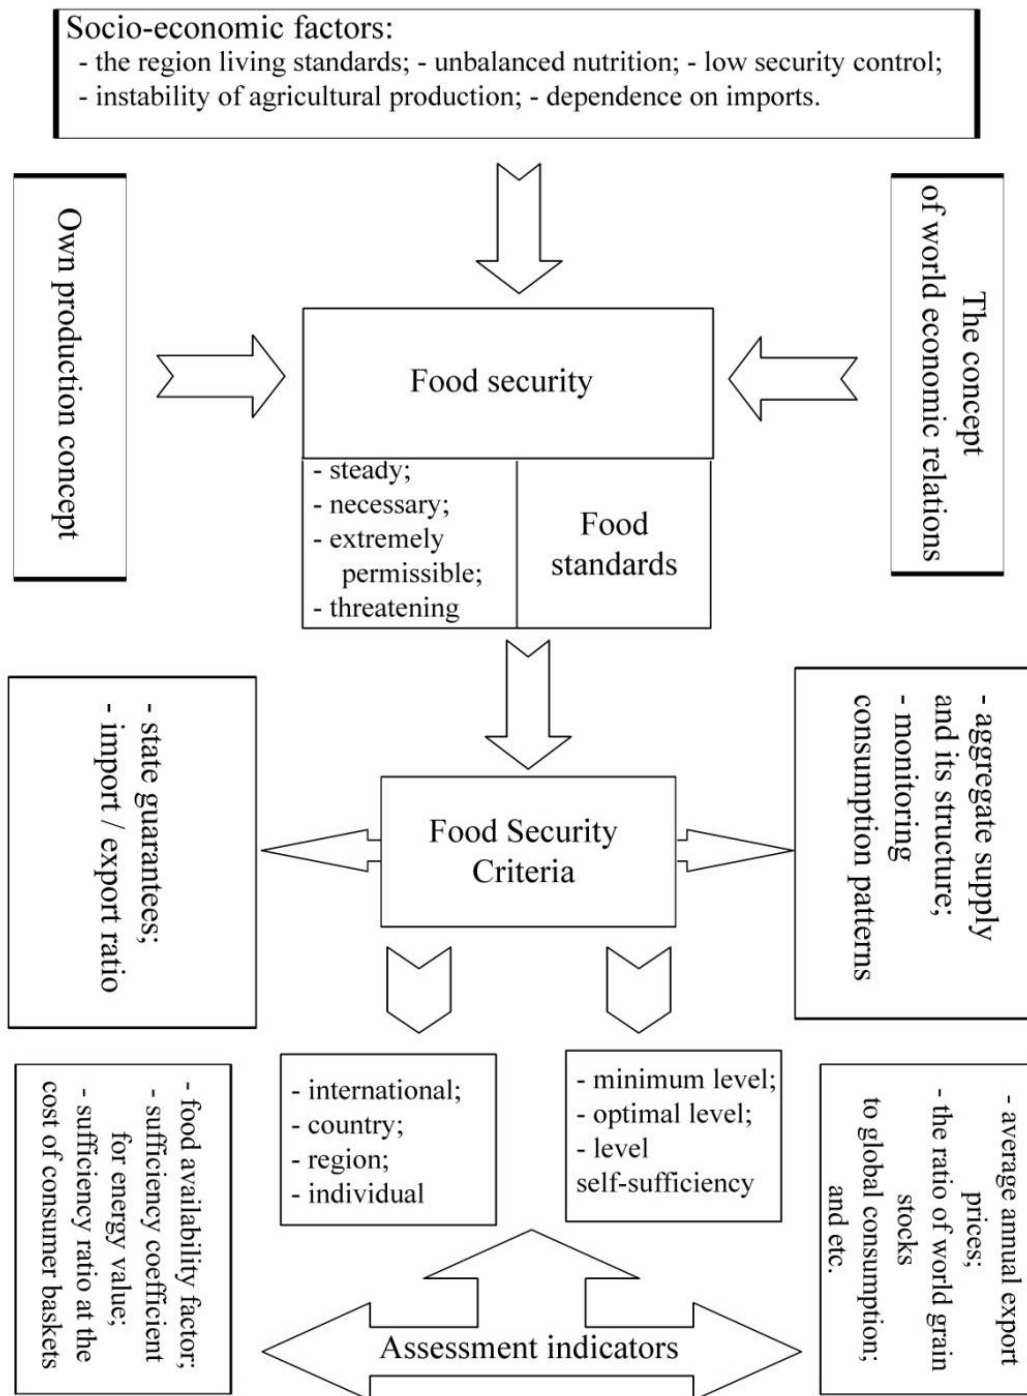 Socio-economic factors:
- the region living standards; - unbalanced nutrition; - low security control;
- instability of agricultural production; - dependence on imports.
Own production concept
The concept
of world economic relations
Food security
- steady;
- necessary;
- extremely
permissible;
- threatening
Food
standards
- state guarantees;
- import / export ratio
Food Security
Criteria
- aggregate supply
and its structure;
- monitoring
consumption patterns
- food availability factor;
- sufficiency coefficient
for energy value;
- sufficiency ratio at the
cost of consumer baskets
- international;
- country;
- region;
- individual
- minimum level;
- optimal level;
- level
self-sufficiency
- average annual export
prices;
- the ratio of world grain
stocks
to global consumption;
and etc.
Assessment indicators